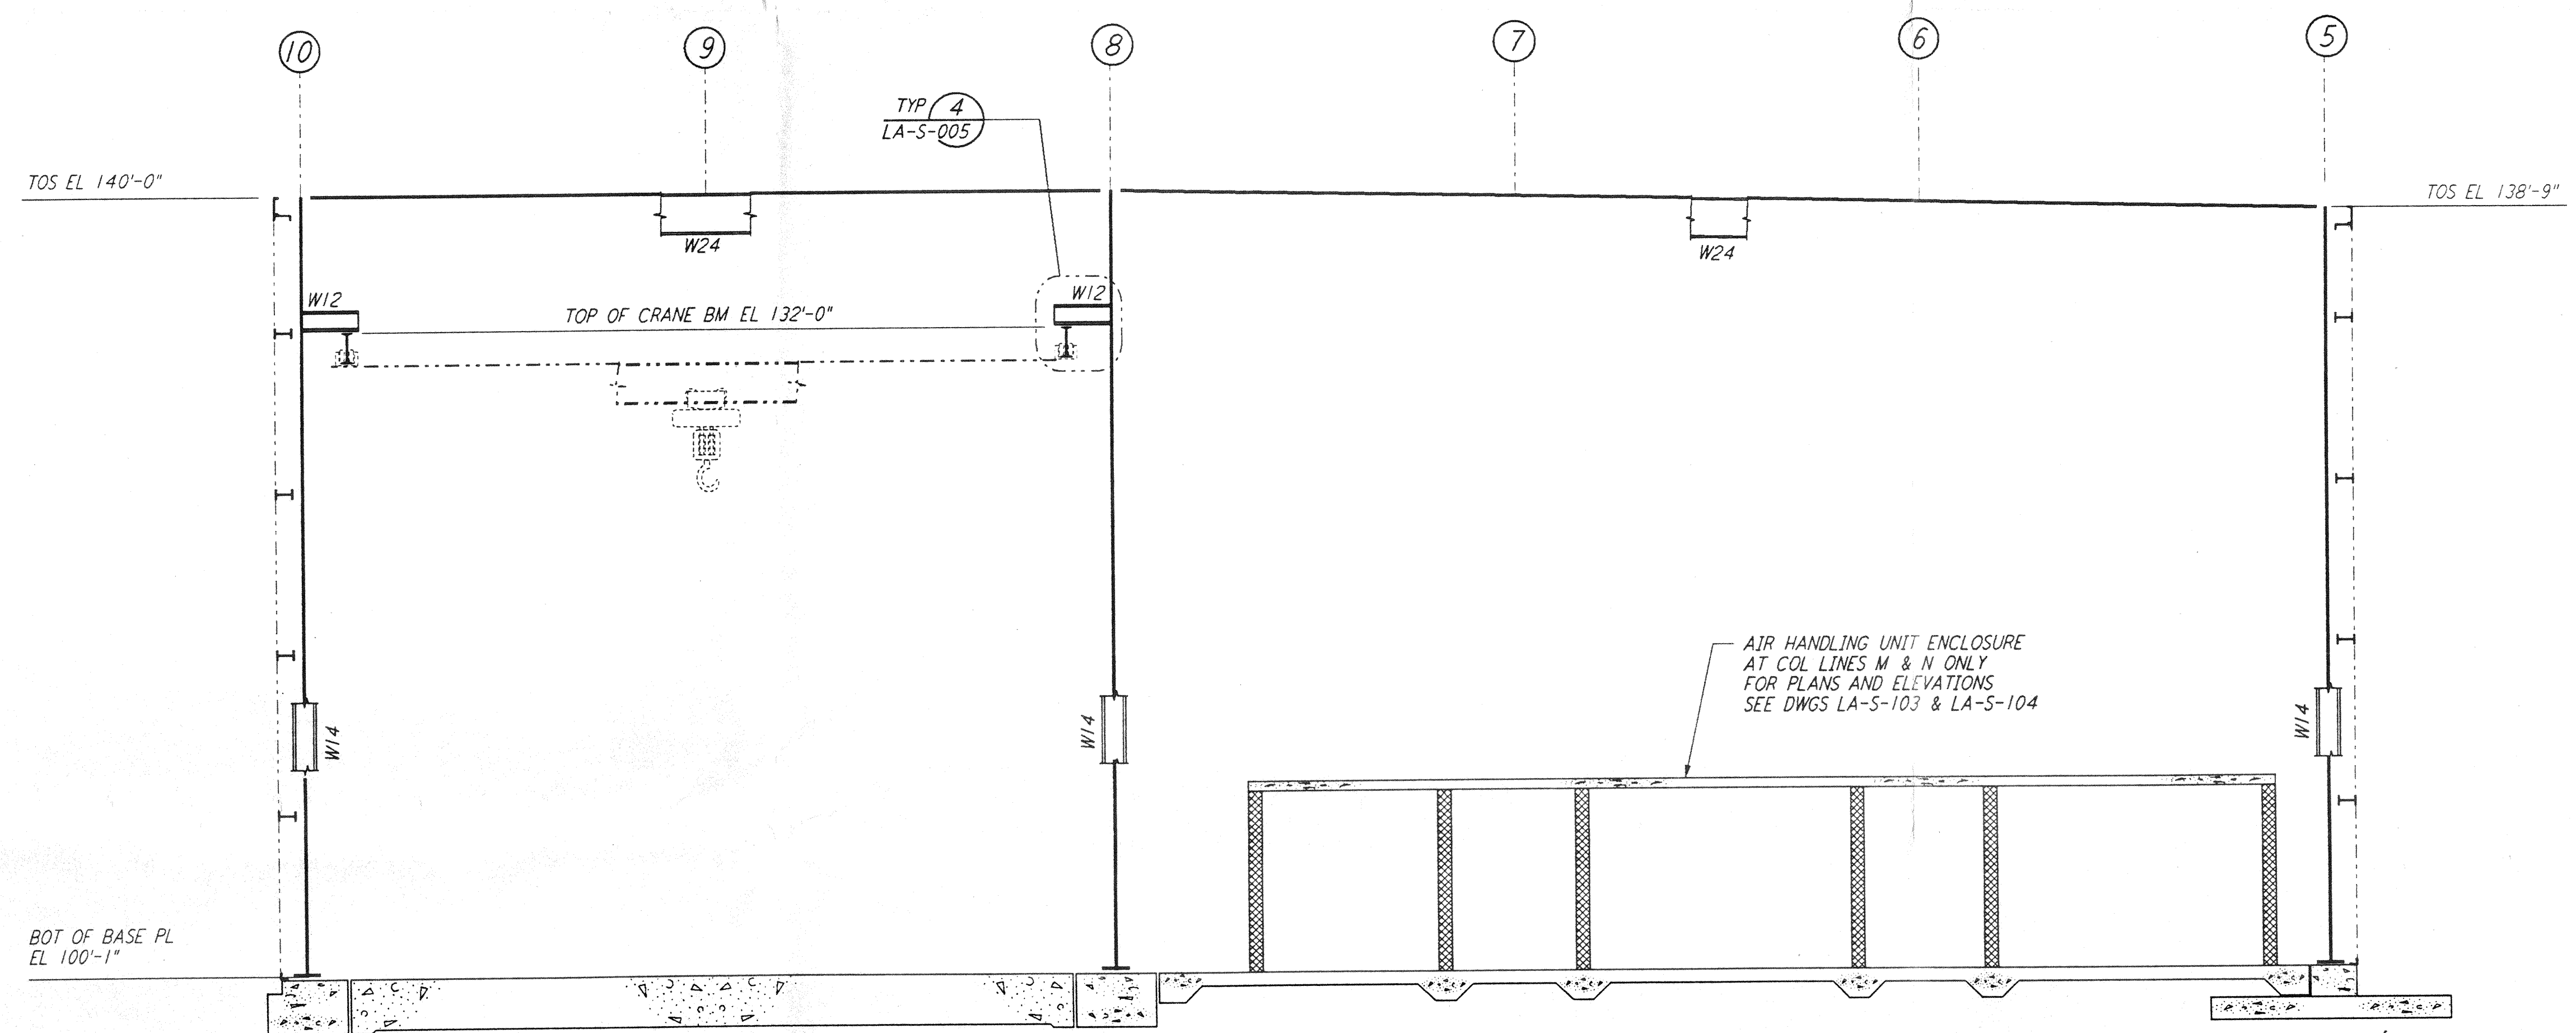 10
9
8
7
6
5
TYP 4
LA-S-005
TOS EL 140'-0"
TOS EL 138'-9"
W24
W24
W12
TOP OF CRANE BM EL 132'-0"
W12
AIR HANDLING UNIT ENCLOSURE
AT COL LINES M & N ONLY
FOR PLANS AND ELEVATIONS
SEE DWGS LA-S-103 & LA-S-104
W14
W14
W14
BOT OF BASE PL
EL 100'-1"